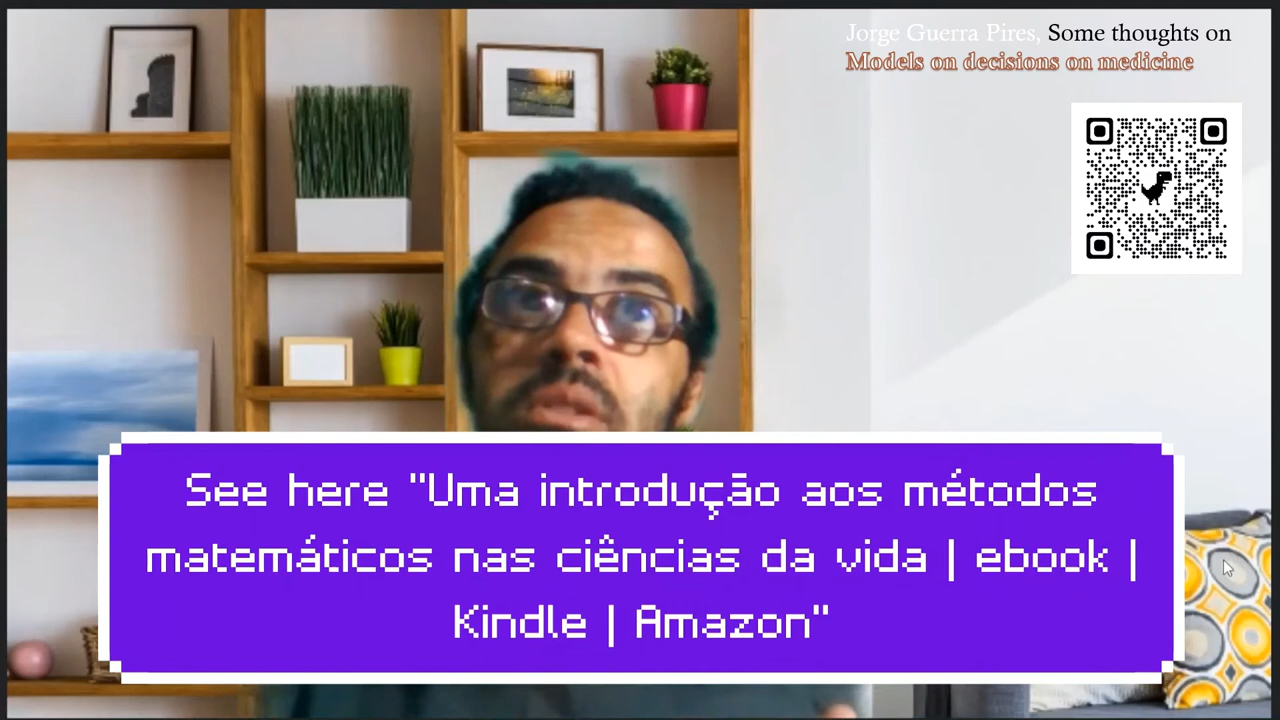 Jorge Guerra Pires, Some thoughts on
Models on decisions on medicine
See here "Uma introdução aos métodos
matemáticos nas ciências da vida | ebook |
Kindle | Amazon"